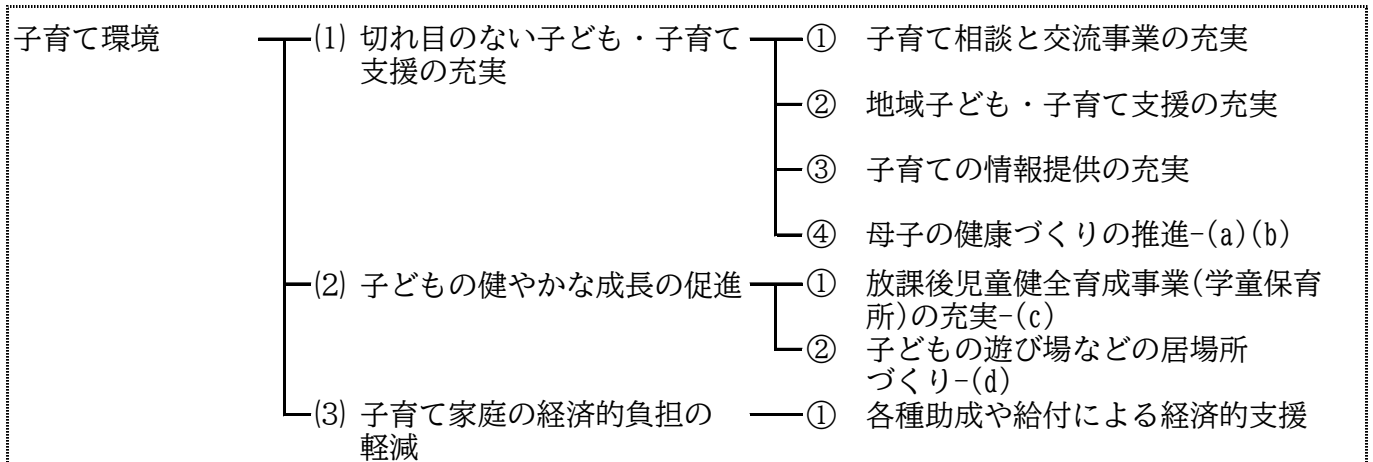 子育て環境
⑴ 切れ目のない子ども・子育て
支援の充実
① 子育て相談と交流事業の充実
② 地域子ども・子育て支援の充実
③ 子育ての情報提供の充実
④ 母子の健康づくりの推進-(a)(b)
⑵ 子どもの健やかな成長の促進
① 放課後児童健全育成事業(学童保育
所)の充実-(c)
② 子どもの遊び場などの居場所
づくり-(d)
⑶ 子育て家庭の経済的負担の
軽減
① 各種助成や給付による経済的支援